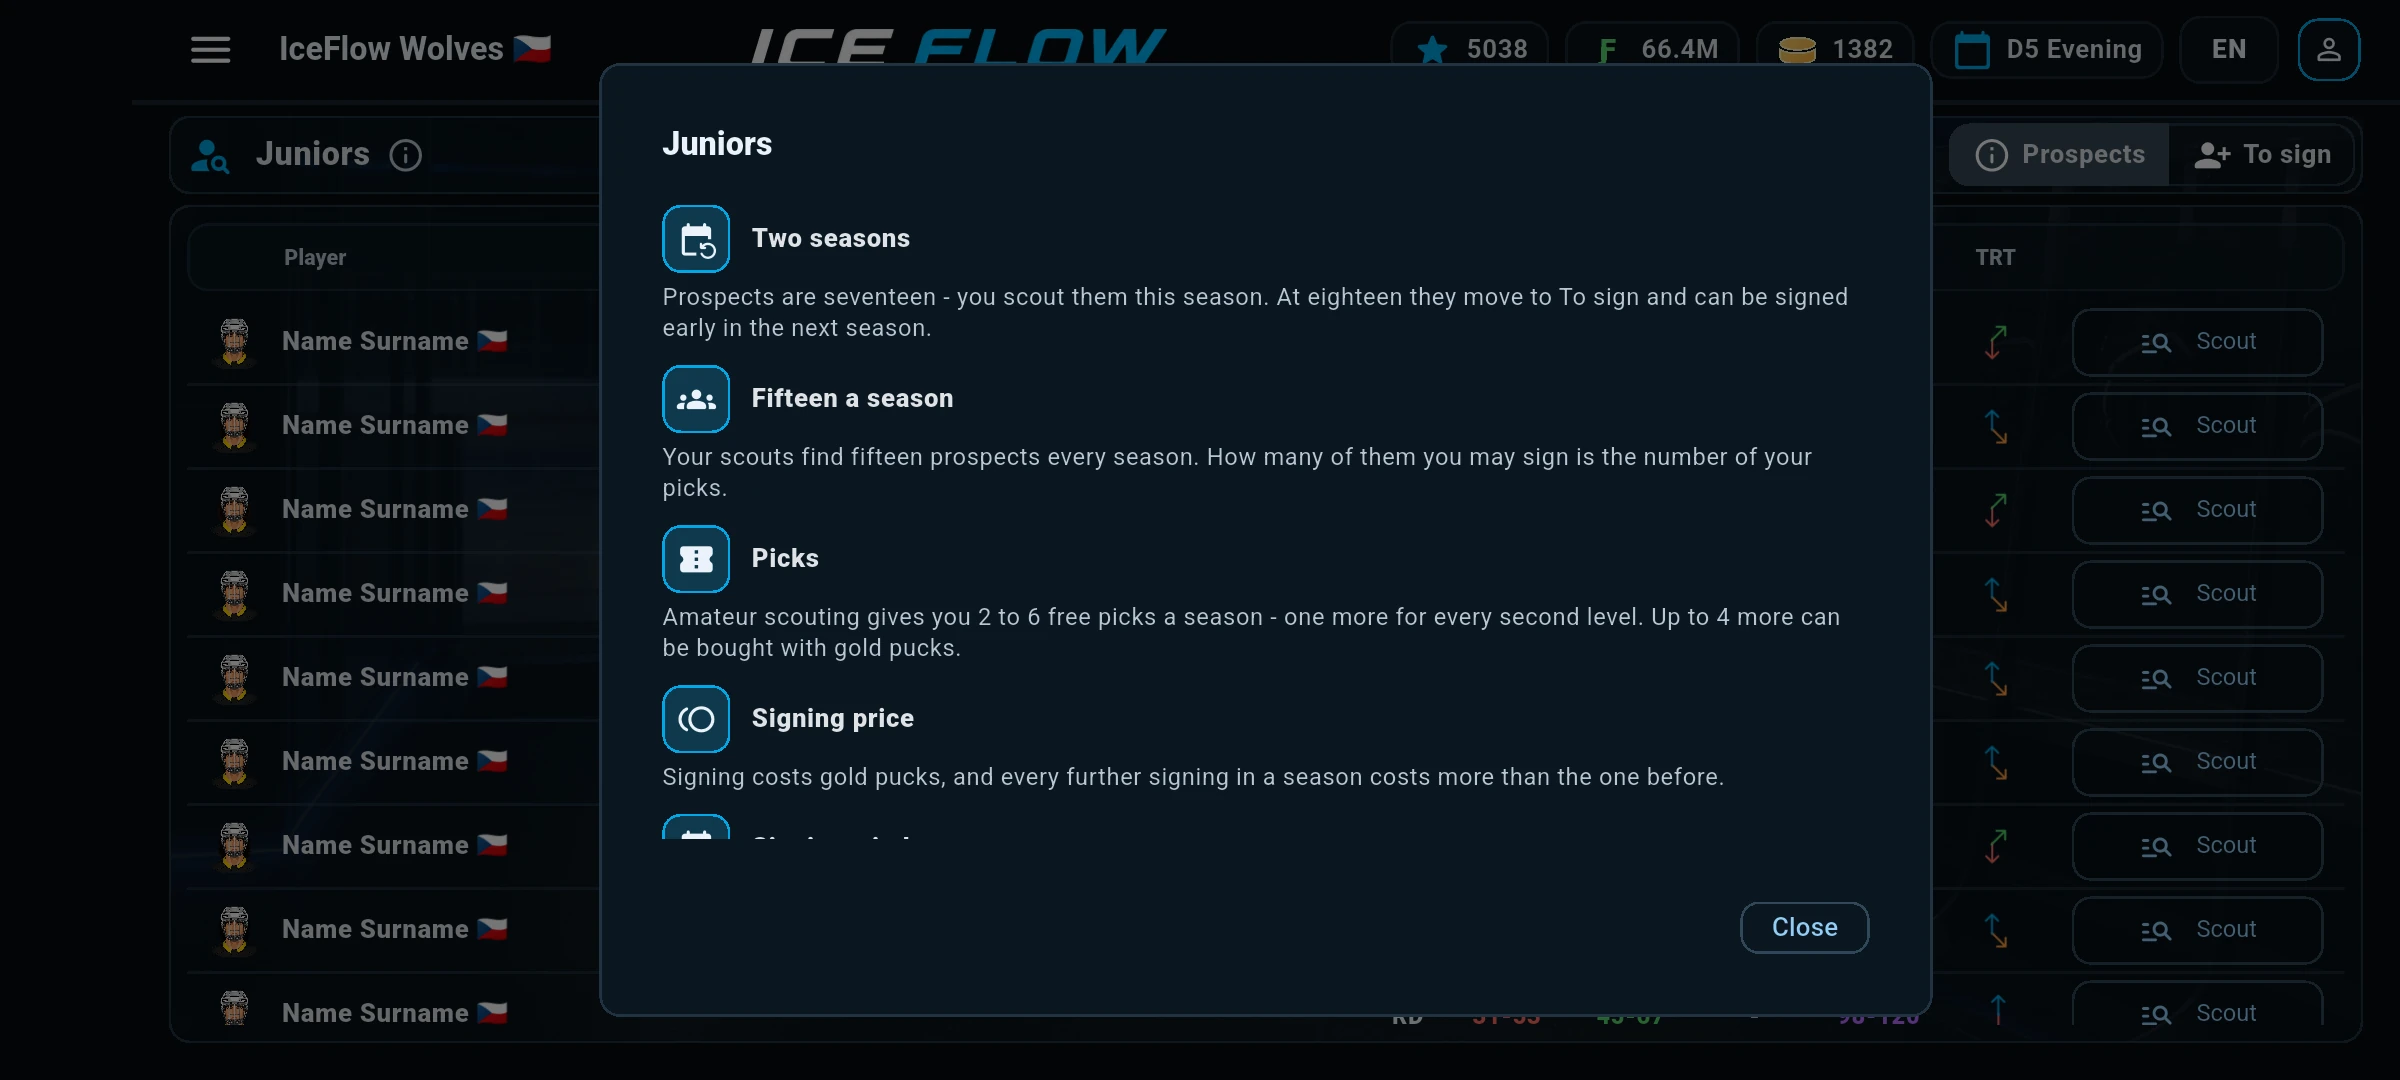 IceFlow Wolves
ICE FLOW
5038
66.4M
1382
D5 Evening
EN
Juniors
Prospects
To sign
Player
TRT
Name Surname
Scout
Name Surname
Scout
Name Surname
Scout
Name Surname
Scout
Name Surname
Scout
Name Surname
Scout
Name Surname
Scout
Name Surname
Scout
Name Surname
Scout
Juniors
Two seasons
Prospects are seventeen - you scout them this season. At eighteen they move to To sign and can be signed
early in the next season.
Fifteen a season
Your scouts find fifteen prospects every season. How many of them you may sign is the number of your
picks.
Picks
Amateur scouting gives you 2 to 6 free picks a season - one more for every second level. Up to 4 more can
be bought with gold pucks.
Signing price
Signing costs gold pucks, and every further signing in a season costs more than the one before.
Close